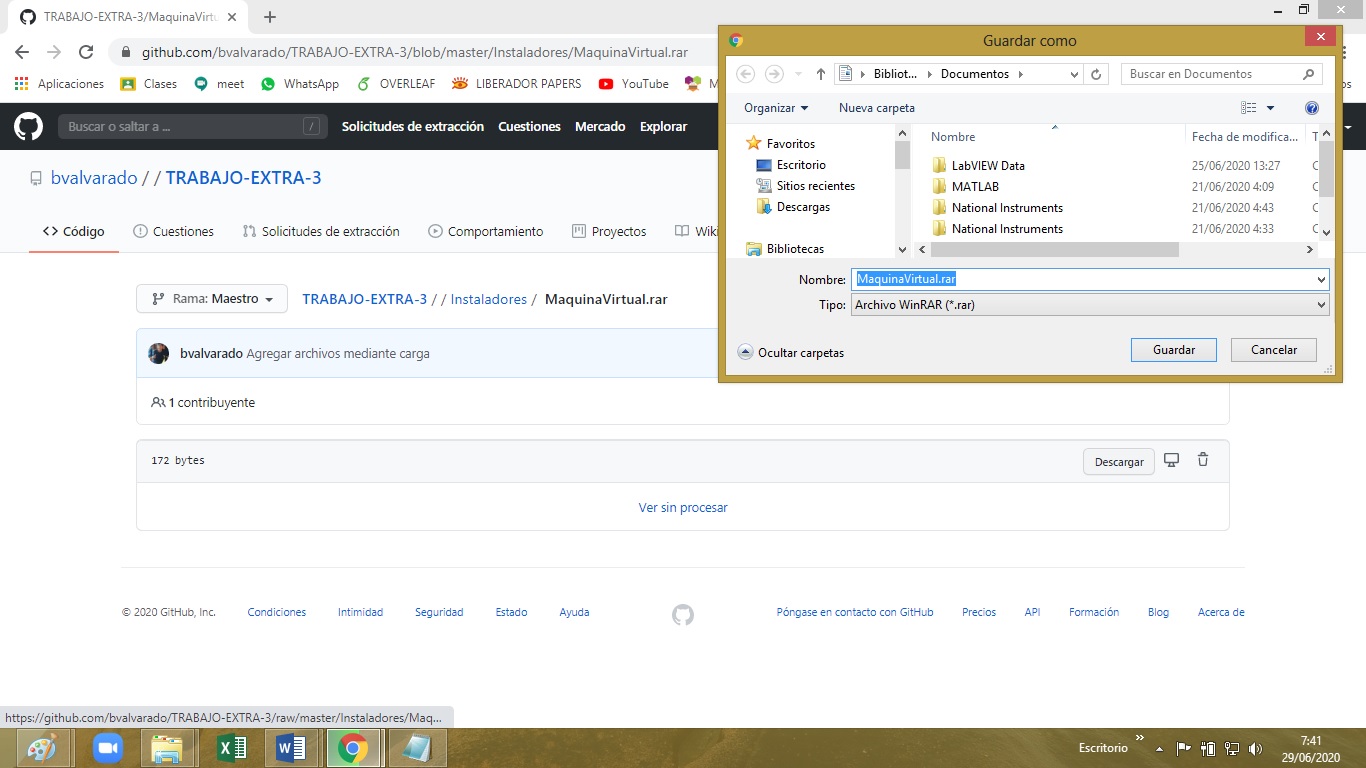 TRABAJO-EXTRA-3/MaquinaVirtu
github.com/bvalvarado/TRABAJO-EXTRA-3/blob/master/Instaladores/MaquinaVirtual.rar
Aplicaciones Clases meet WhatsApp OVERLEAF LIBERADOR PAPERS YouTube M
Buscar o saltar a ... / Solicitudes de extracción Cuestiones Mercado Explorar
bvalvarado / / TRABAJO-EXTRA-3
Código Cuestiones Solicitudes de extracción Comportamiento Proyectos Wiki
Rama: Maestro TRABAJO-EXTRA-3 / / Instaladores / MaquinaVirtual.rar
bvalvarado Agregar archivos mediante carga
1 contribuyente
172 bytes Descargar
Ver sin procesar
© 2020 GitHub, Inc. Condiciones Intimidad Seguridad Estado Ayuda Póngase en contacto con GitHub Precios API Formación Blog Acerca de
https://github.com/bvalvarado/TRABAJO-EXTRA-3/raw/master/Instaladores/Maq...
Guardar como
Bibliot... Documentos Buscar en Documentos
Organizar Nueva carpeta
Nombre Fecha de modifica... T
Favoritos
Escritorio
Sitios recientes
Descargas
Bibliotecas
LabVIEW Data 25/06/2020 13:27 C
MATLAB 21/06/2020 4:09 C
National Instruments 21/06/2020 4:43 C
National Instruments 21/06/2020 4:33 C
Nombre: MaquinaVirtual.rar
Tipo: Archivo WinRAR (*.rar)
Ocultar carpetas Guardar Cancelar
Escritorio » 7:41
29/06/2020